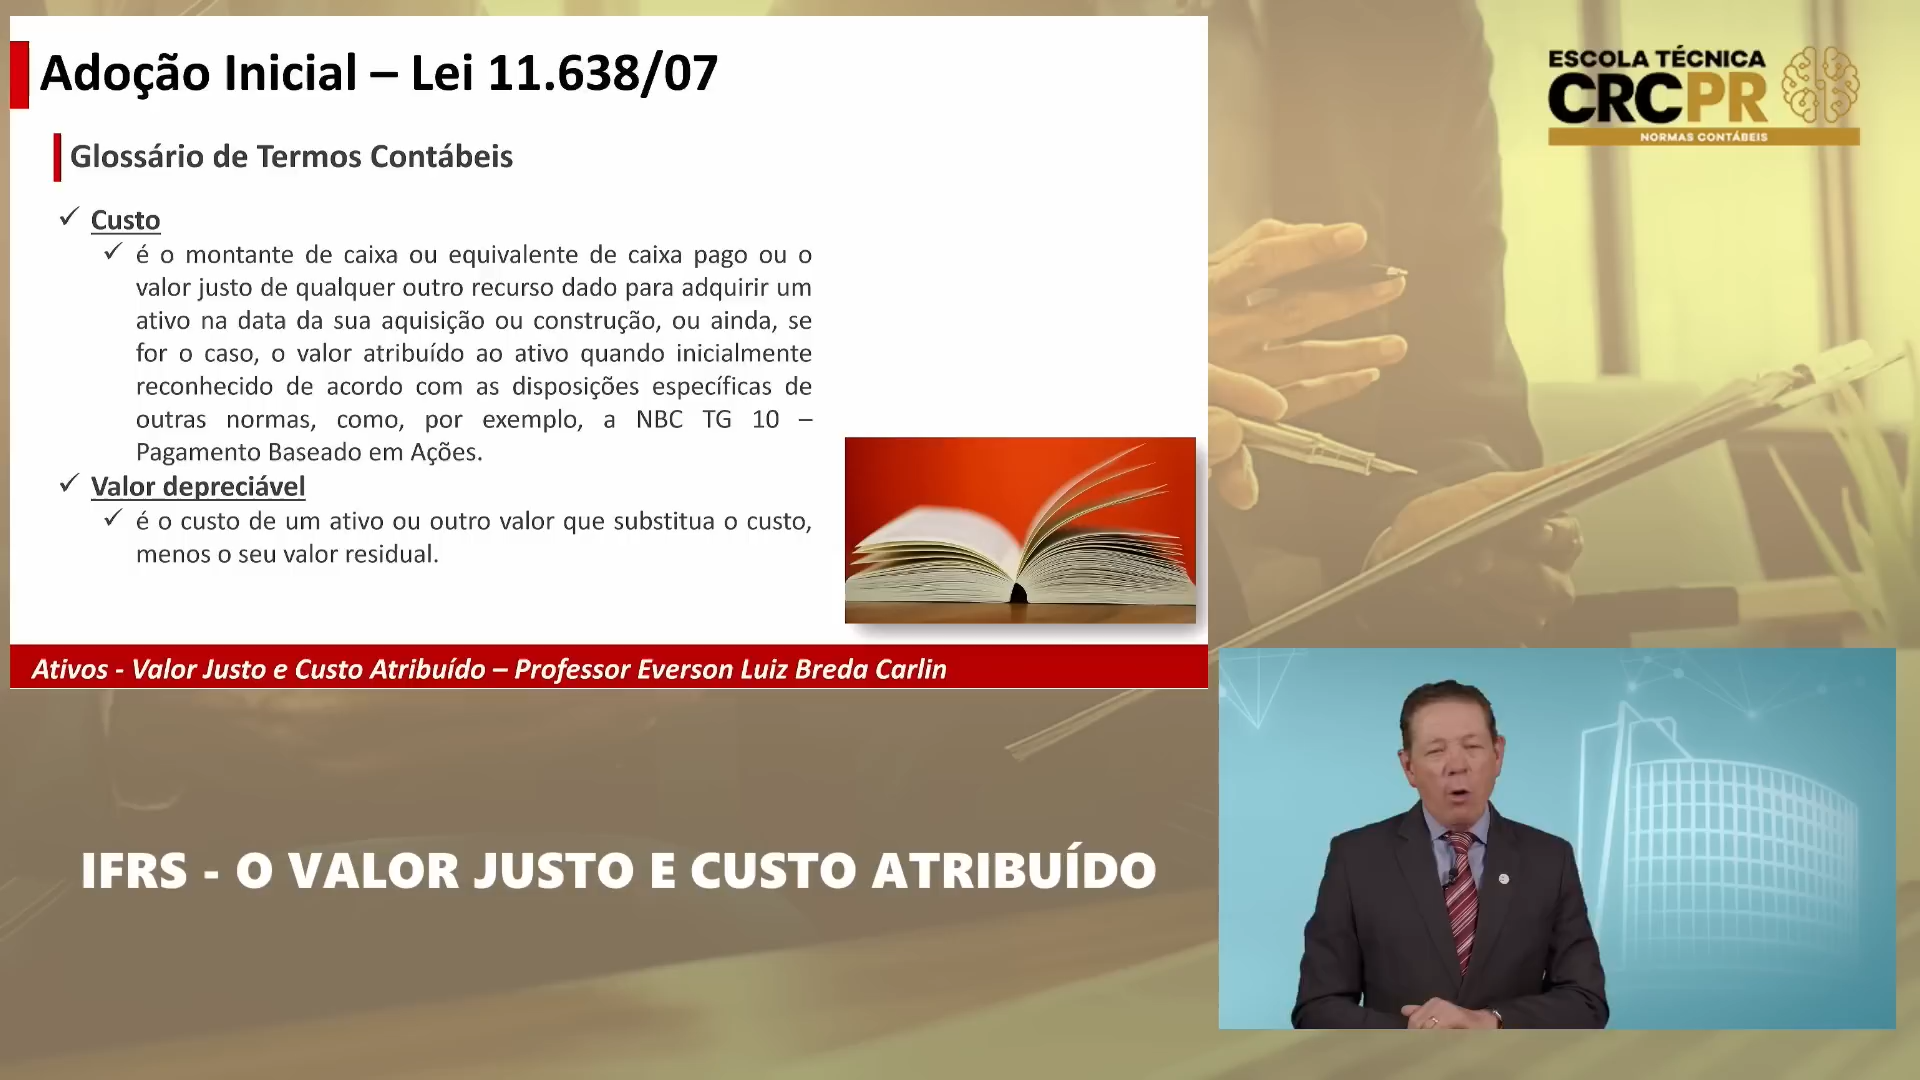 Adoção Inicial – Lei 11.638/07
Glossário de Termos Contábeis
Custo
é o montante de caixa ou equivalente de caixa pago ou o
valor justo de qualquer outro recurso dado para adquirir um
ativo na data da sua aquisição ou construção, ou ainda, se
for o caso, o valor atribuído ao ativo quando inicialmente
reconhecido de acordo com as disposições específicas de
outras normas, como, por exemplo, a NBC TG 10 –
Pagamento Baseado em Ações.
Valor depreciável
é o custo de um ativo ou outro valor que substitua o custo,
menos o seu valor residual.
Ativos - Valor Justo e Custo Atribuído – Professor Everson Luiz Breda Carlin
ESCOLA TÉCNICA
CRCPR
NORMAS CONTÁBEIS
IFRS - O VALOR JUSTO E CUSTO ATRIBUÍDO